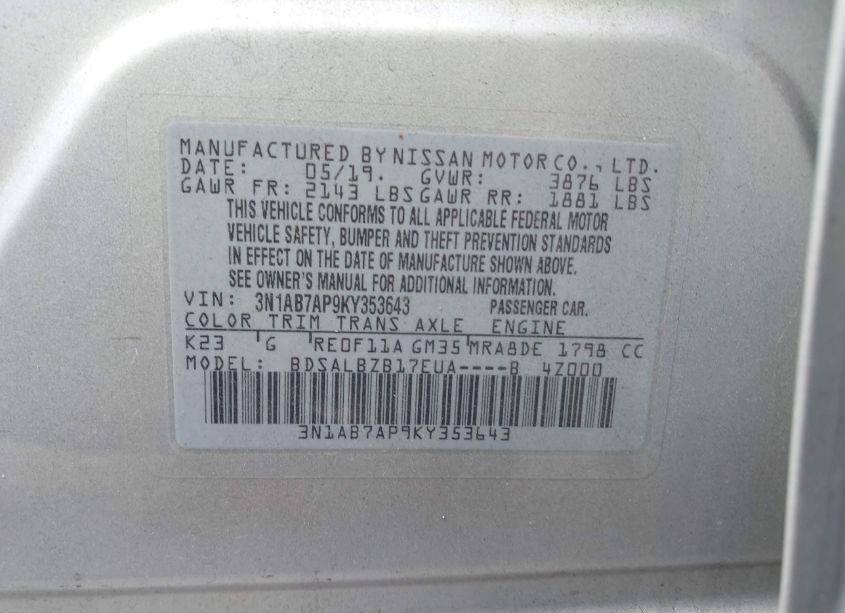 MANUFACTURED BY NISSAN MOTOR CO., LTD.
DATE: 05/19. GVWR: 3876 LBS
GAWR FR: 2143 LBS GAWR RR: 1881 LBS
THIS VEHICLE CONFORMS TO ALL APPLICABLE FEDERAL MOTOR
VEHICLE SAFETY, BUMPER AND THEFT PREVENTION STANDARDS
IN EFFECT ON THE DATE OF MANUFACTURE SHOWN ABOVE.
SEE OWNER'S MANUAL FOR ADDITIONAL INFORMATION.
VIN: 3N1AB7AP9KY353643 PASSENGER CAR.
COLOR TRIM TRANS AXLE ENGINE
K23 G RE0F11A GM35 MRA8DE 1798 CC
MODEL: BDSALBZB17EUA----B 4Z000
3N1AB7AP9KY353643